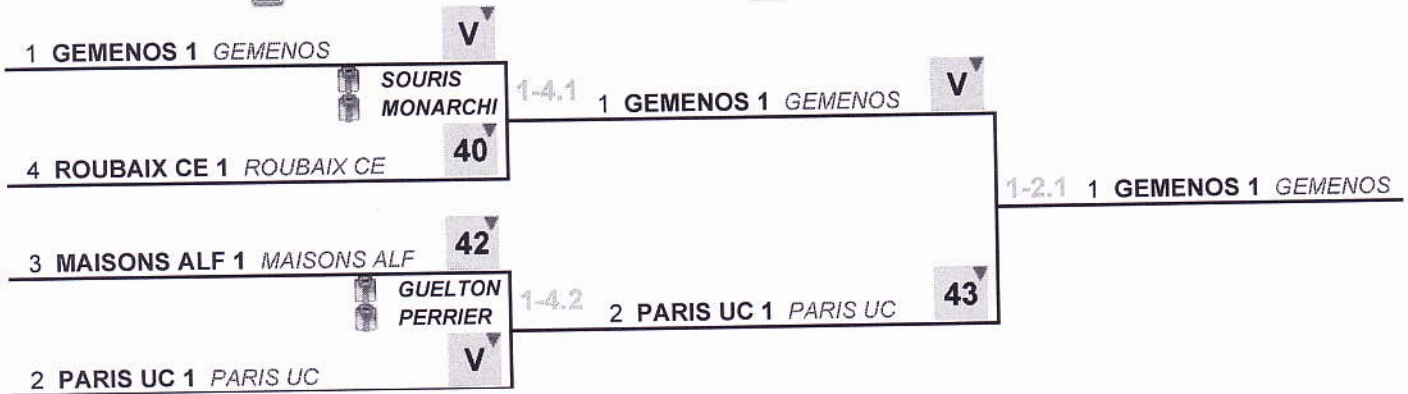 1 GEMENOS 1 GEMENOS V
SOURIS
MONARCHI
4 ROUBAIX CE 1 ROUBAIX CE 40
1-4.1 1 GEMENOS 1 GEMENOS V
3 MAISONS ALF 1 MAISONS ALF 42
GUELTON
PERRIER
2 PARIS UC 1 PARIS UC V
1-4.2 2 PARIS UC 1 PARIS UC 43
1-2.1 1 GEMENOS 1 GEMENOS